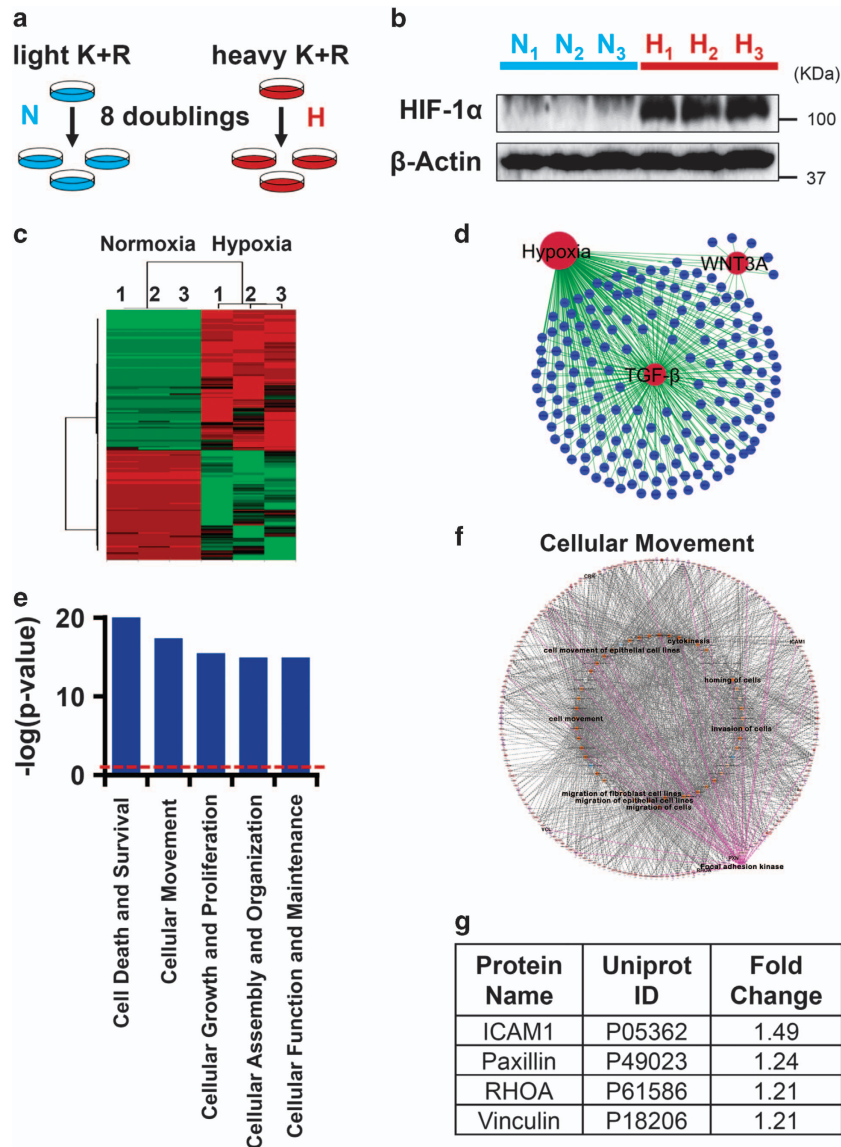 a
light K+R
heavy K+R
N
8 doublings
H
b
N1 N2 N3
H1 H2 H3
(KDa)
HIF-1α
100
β-Actin
37
c
Normoxia Hypoxia
1 2 3 1 2 3
d
Hypoxia
WNT3A
TGF-β
e
-log(p-value)
20
15
0
Cell Death and Survival
Cellular Movement
Cellular Growth and Proliferation
Cellular Assembly and Organization
Cellular Function and Maintenance
f
Cellular Movement
ICAM1
cytokinesis
cell movement of epithelial cell lines
homing of cells
cell movement
invasion of cells
migration of fibroblast cell lines
migration of epithelial cell lines
migration of cells
Focal adhesion kinase
g
Protein Name Uniprot ID Fold Change
ICAM1 P05362 1.49
Paxillin P49023 1.24
RHOA P61586 1.21
Vinculin P18206 1.21